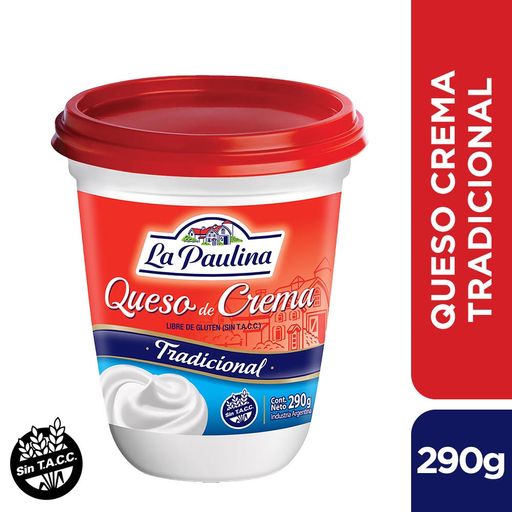 La Paulina
Queso de Crema
LIBRE DE GLUTEN (SIN T.A.C.C.)
Tradicional
Sin T.A.C.C.
Cont.
Neto 290g
Industria Argentina
Sin T.A.C.C.
QUESO CREMA
TRADICIONAL
290g